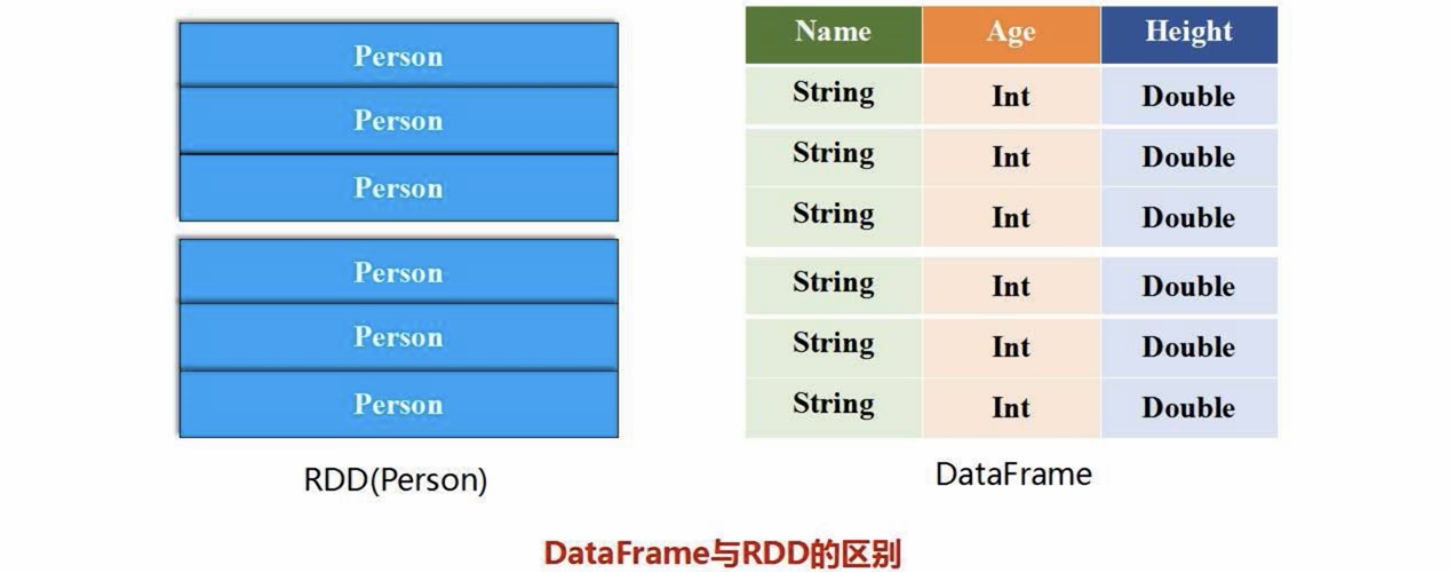 Person
Person
Person
Person
Person
Person
RDD(Person)
Name Age Height
String Int Double
String Int Double
String Int Double
String Int Double
String Int Double
String Int Double
DataFrame
DataFrame与RDD的区别